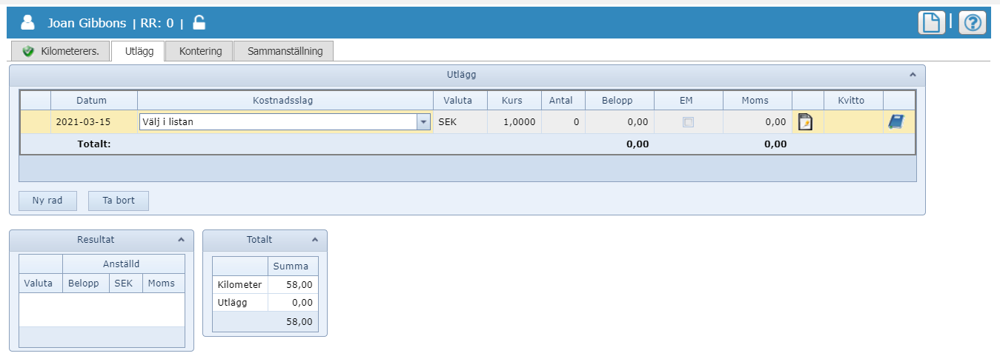 Joan Gibbons | RR: 0 |
Kilometerers. Utlägg Kontering Sammanställning
Utlägg
Datum Kostnadsslag Valuta Kurs Antal Belopp EM Moms Kvitto
2021-03-15 Välj i listan SEK 1,0000 0 0,00 0,00
Totalt: 0,00 0,00
Ny rad Ta bort
Resultat
Anställd
Valuta Belopp SEK Moms
Totalt
Summa
Kilometer 58,00
Utlägg 0,00
58,00